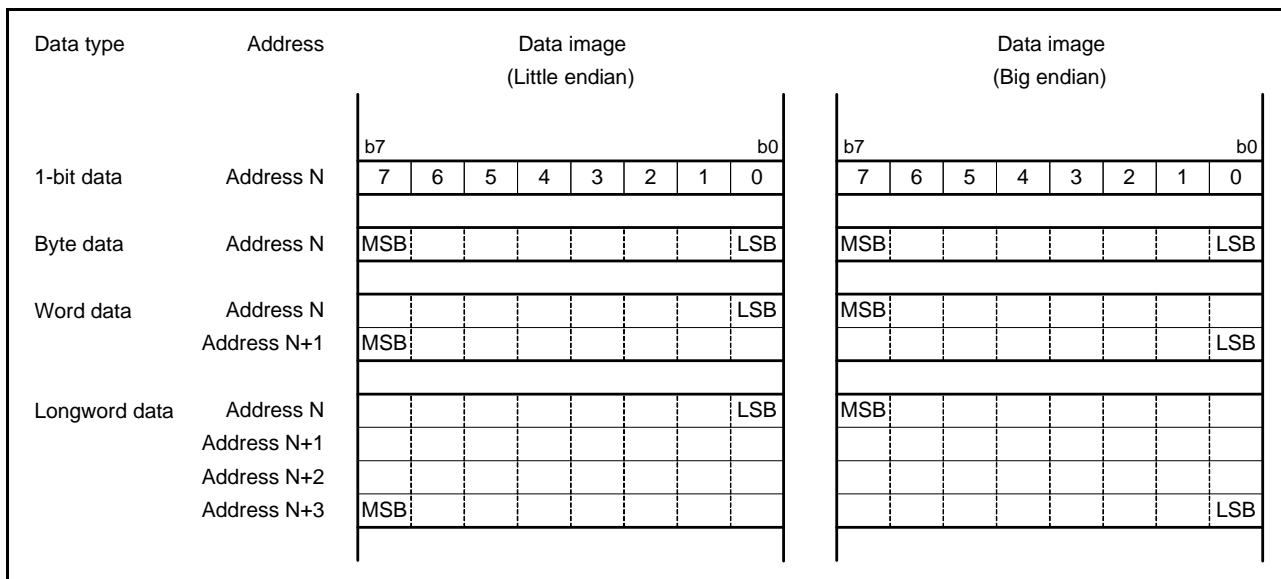 Data type Address Data image Data image
(Little endian) (Big endian)
b7 b0 b7 b0
1-bit data Address N 7 6 5 4 3 2 1 0 7 6 5 4 3 2 1 0
Byte data Address N MSB LSB MSB LSB
Word data Address N LSB MSB
Address N+1 MSB LSB
Longword data Address N LSB MSB
Address N+1
Address N+2
Address N+3 MSB LSB